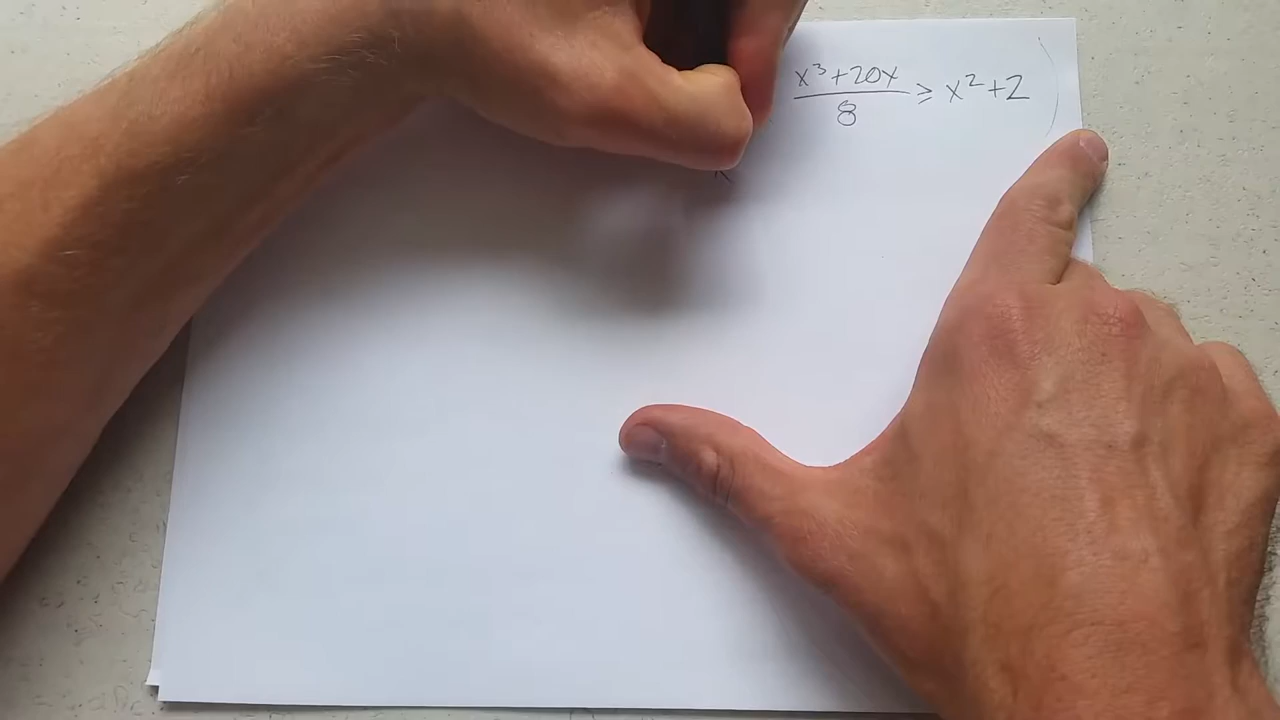 x³+20x/8 ≥ x²+2 )